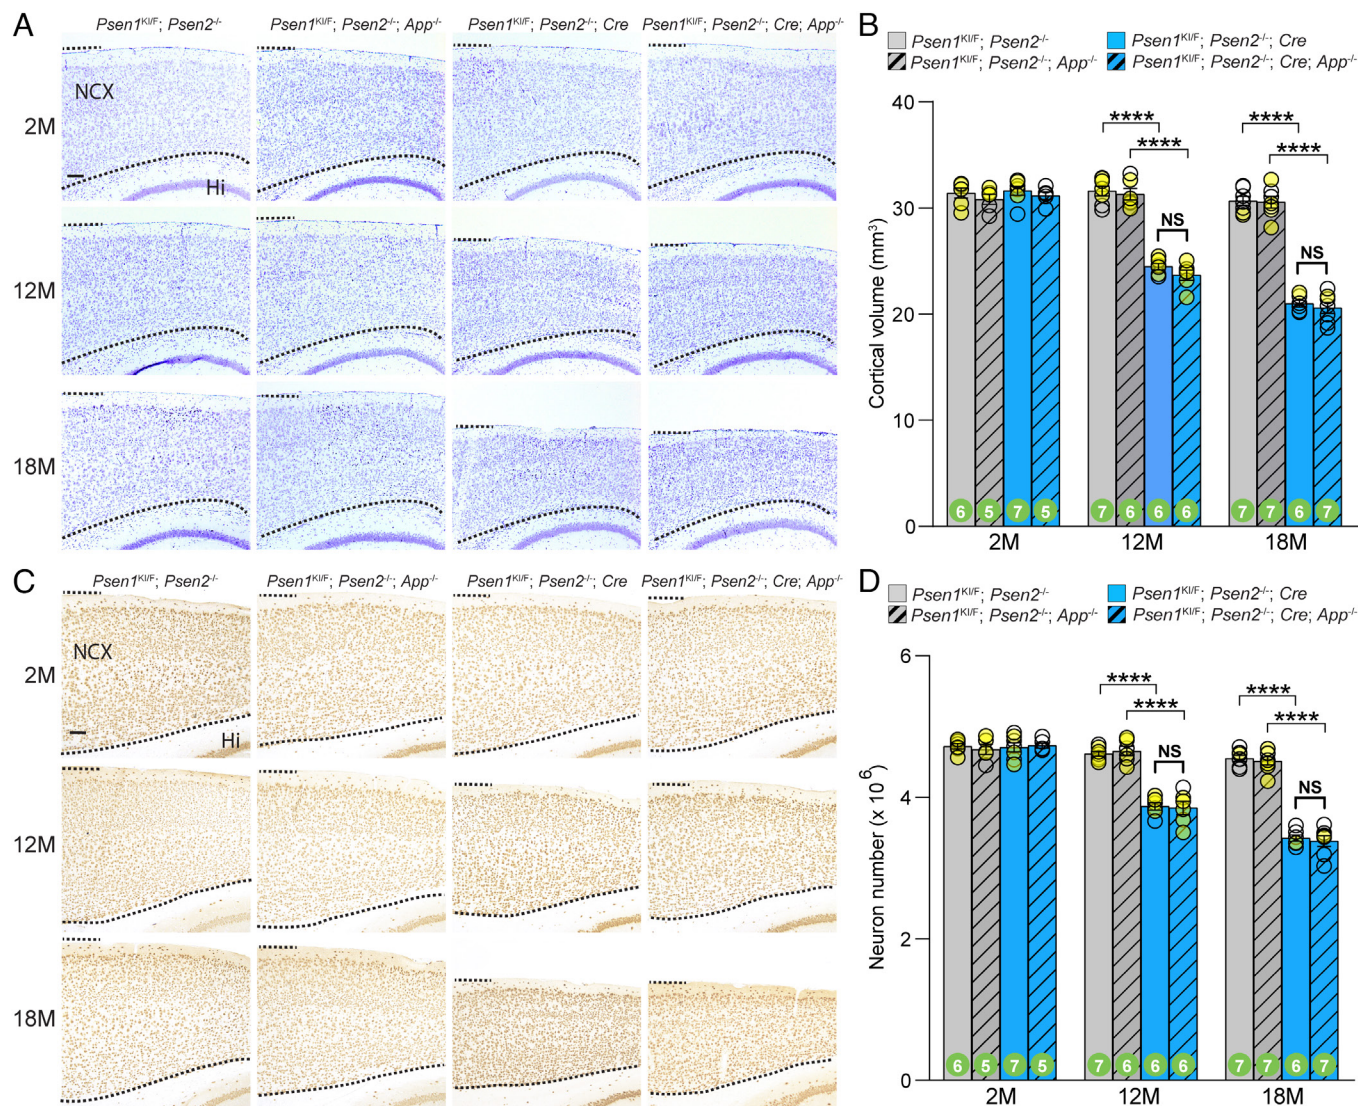 A
Psen1KI/F; Psen2-/-
Psen1KI/F; Psen2-/-; App-/-
Psen1KI/F; Psen2-/-; Cre
Psen1KI/F; Psen2-/-; Cre; App-/-
NCX
Hi
2M
12M
18M
B
Psen1KI/F; Psen2-/-
Psen1KI/F; Psen2-/-; Cre
Psen1KI/F; Psen2-/-; App-/-
Psen1KI/F; Psen2-/-; Cre; App-/-
Cortical volume (mm3)
40
30
20
10
0
**** **** **** ****
NS NS
6 5 7 5 7 6 6 6 7 7 6 7
2M 12M 18M
C
Psen1KI/F; Psen2-/-
Psen1KI/F; Psen2-/-; App-/-
Psen1KI/F; Psen2-/-; Cre
Psen1KI/F; Psen2-/-; Cre; App-/-
NCX
Hi
2M
12M
18M
D
Psen1KI/F; Psen2-/-
Psen1KI/F; Psen2-/-; Cre
Psen1KI/F; Psen2-/-; App-/-
Psen1KI/F; Psen2-/-; Cre; App-/-
Neuron number (x 106)
6
4
2
0
**** **** **** ****
NS NS
6 5 7 5 7 6 6 6 7 7 6 7
2M 12M 18M